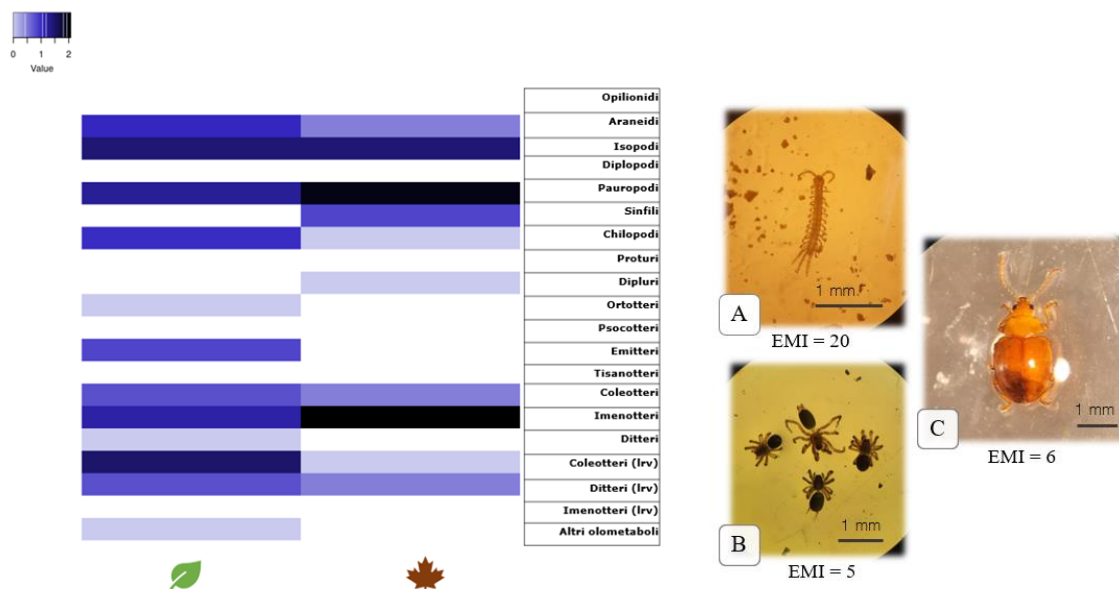 0 1 2
Value
Opilionidi
Araneidi
Isopodi
Diplopodi
Pauropodi
Sinfili
Chilopodi
Proturi
Dipluri
Ortotteri
Psocotteri
Emitteri
Tisanotteri
Coleotteri
Imenotteri
Ditteri
Coleotteri (lrv)
Ditteri (lrv)
Imenotteri (lrv)
Altri olometaboli
1 mm.
A
EMI = 20
1 mm
B
EMI = 5
1 mm
C
EMI = 6